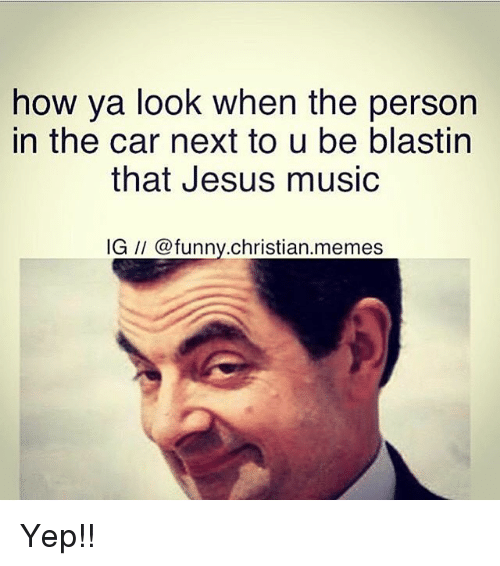 how ya look when the person
in the car next to u be blastin
that Jesus music
IG // @funny.christian.memes
Yep!!